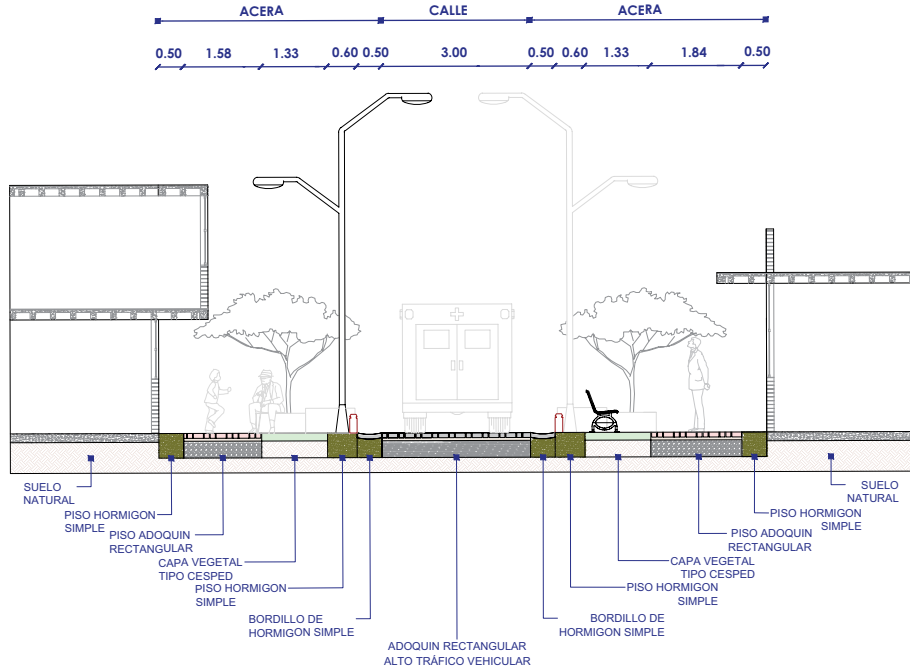 ACERA CALLE ACERA
0.50 1.58 1.33 0.60 0.50 3.00 0.50 0.60 1.33 1.84 0.50
SUELO
NATURAL
PISO HORMIGON
SIMPLE
PISO ADOQUIN
RECTANGULAR
CAPA VEGETAL
TIPO CESPED
PISO HORMIGON
SIMPLE
BORDILLO DE
HORMIGON SIMPLE
ADOQUIN RECTANGULAR
ALTO TRÁFICO VEHICULAR
BORDILLO DE
HORMIGON SIMPLE
PISO HORMIGON
SIMPLE
CAPA VEGETAL
TIPO CESPED
PISO ADOQUIN
RECTANGULAR
PISO HORMIGON
SIMPLE
SUELO
NATURAL